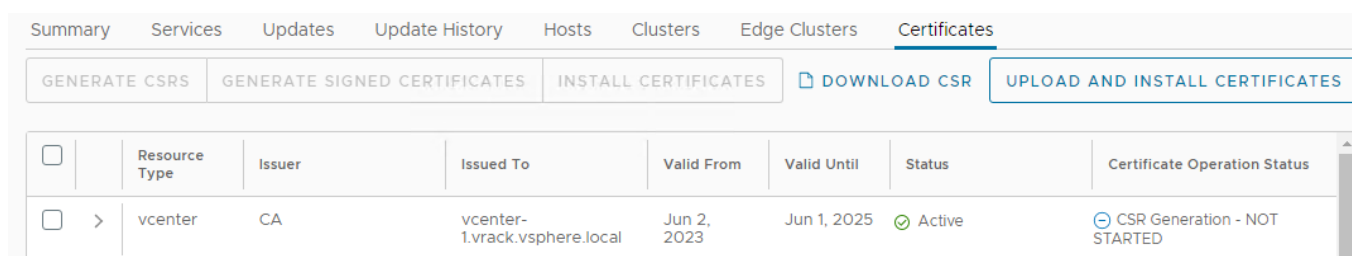 Summary Services Updates Update History Hosts Clusters Edge Clusters Certificates
GENERATE CSRS GENERATE SIGNED CERTIFICATES INSTALL CERTIFICATES DOWNLOAD CSR UPLOAD AND INSTALL CERTIFICATES
Resource Type Issuer Issued To Valid From Valid Until Status Certificate Operation Status
vcenter CA vcenter-1.vrack.vsphere.local Jun 2, 2023 Jun 1, 2025 Active CSR Generation - NOT STARTED